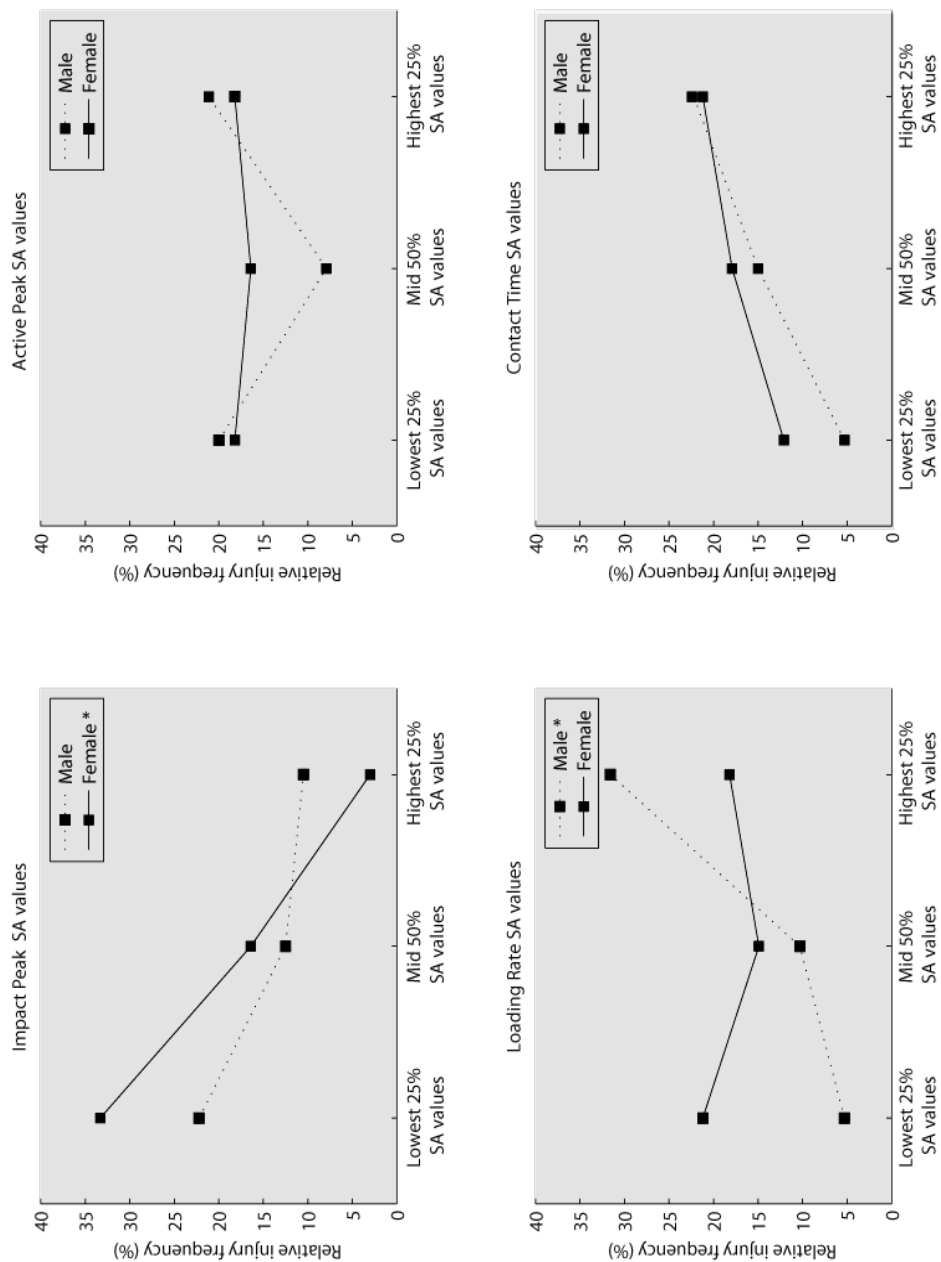 Impact Peak SA values
Male
Female *
40
35
30
25
20
15
10
5
0
Relative injury frequency (%)
Lowest 25%
SA values
Mid 50%
SA values
Highest 25%
SA values
Active Peak SA values
Male
Female
40
35
30
25
20
15
10
5
0
Relative injury frequency (%)
Lowest 25%
SA values
Mid 50%
SA values
Highest 25%
SA values
Loading Rate SA values
Male *
Female
40
35
30
25
20
15
10
5
0
Relative injury frequency (%)
Lowest 25%
SA values
Mid 50%
SA values
Highest 25%
SA values
Contact Time SA values
Male
Female
40
35
30
25
20
15
10
5
0
Relative injury frequency (%)
Lowest 25%
SA values
Mid 50%
SA values
Highest 25%
SA values